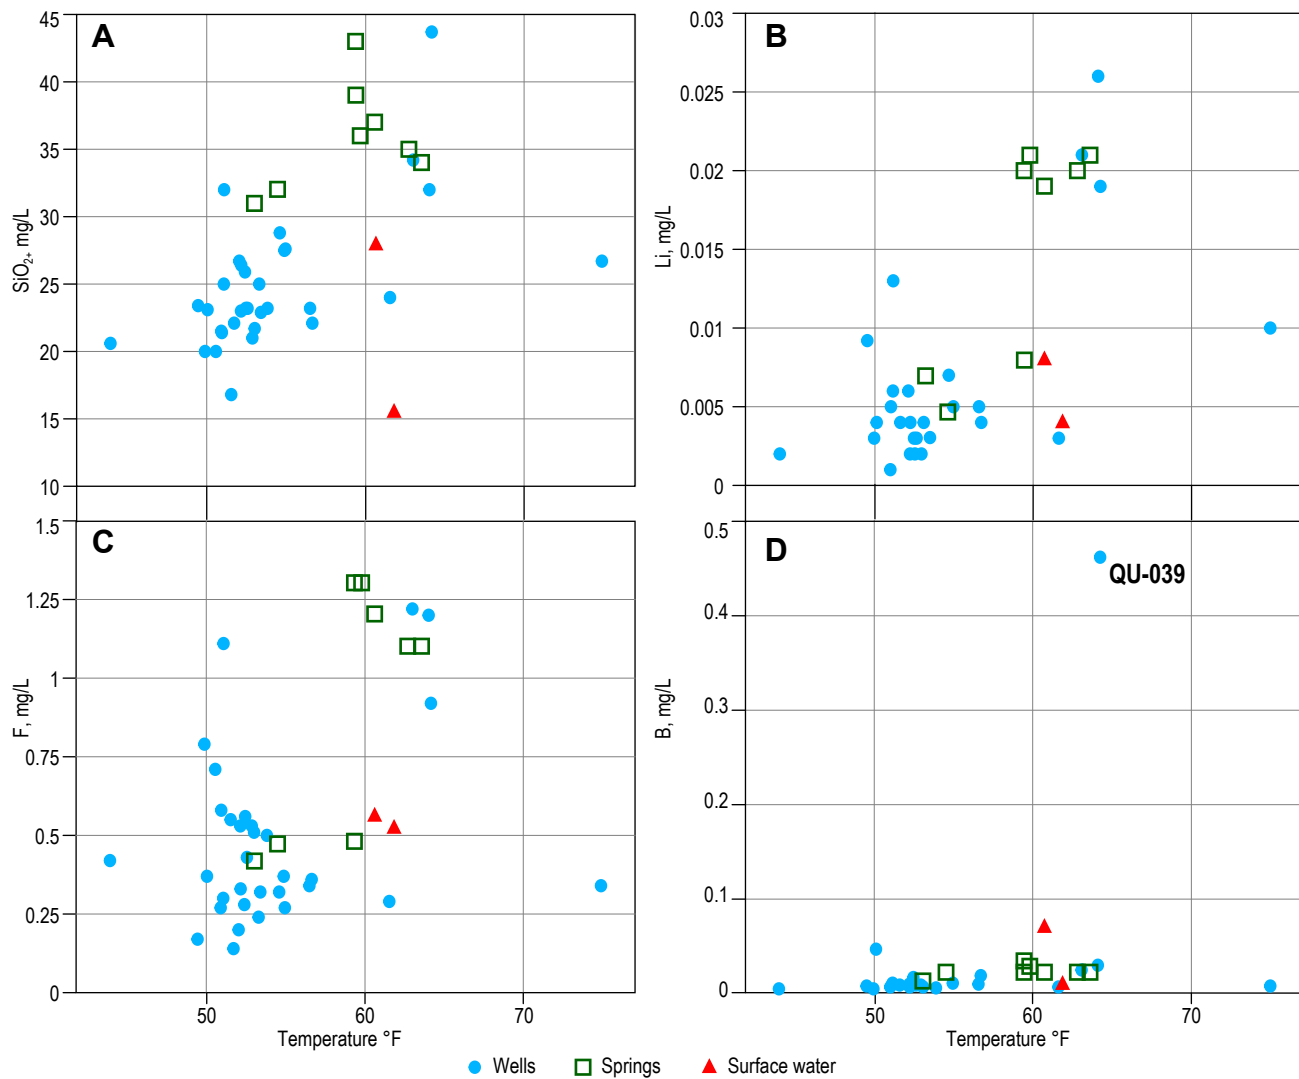 A
45
40
35
30
25
20
15
10
SiO₂₊ mg/L
B
0.03
0.025
0.02
0.015
0.01
0.005
0
Li, mg/L
C
1.5
1.25
1
0.75
0.5
0.25
0
F, mg/L
50 60 70
Temperature °F
D
0.5
0.4
0.3
0.2
0.1
0
B, mg/L
QU-039
50 60 70
Temperature °F
Wells Springs Surface water